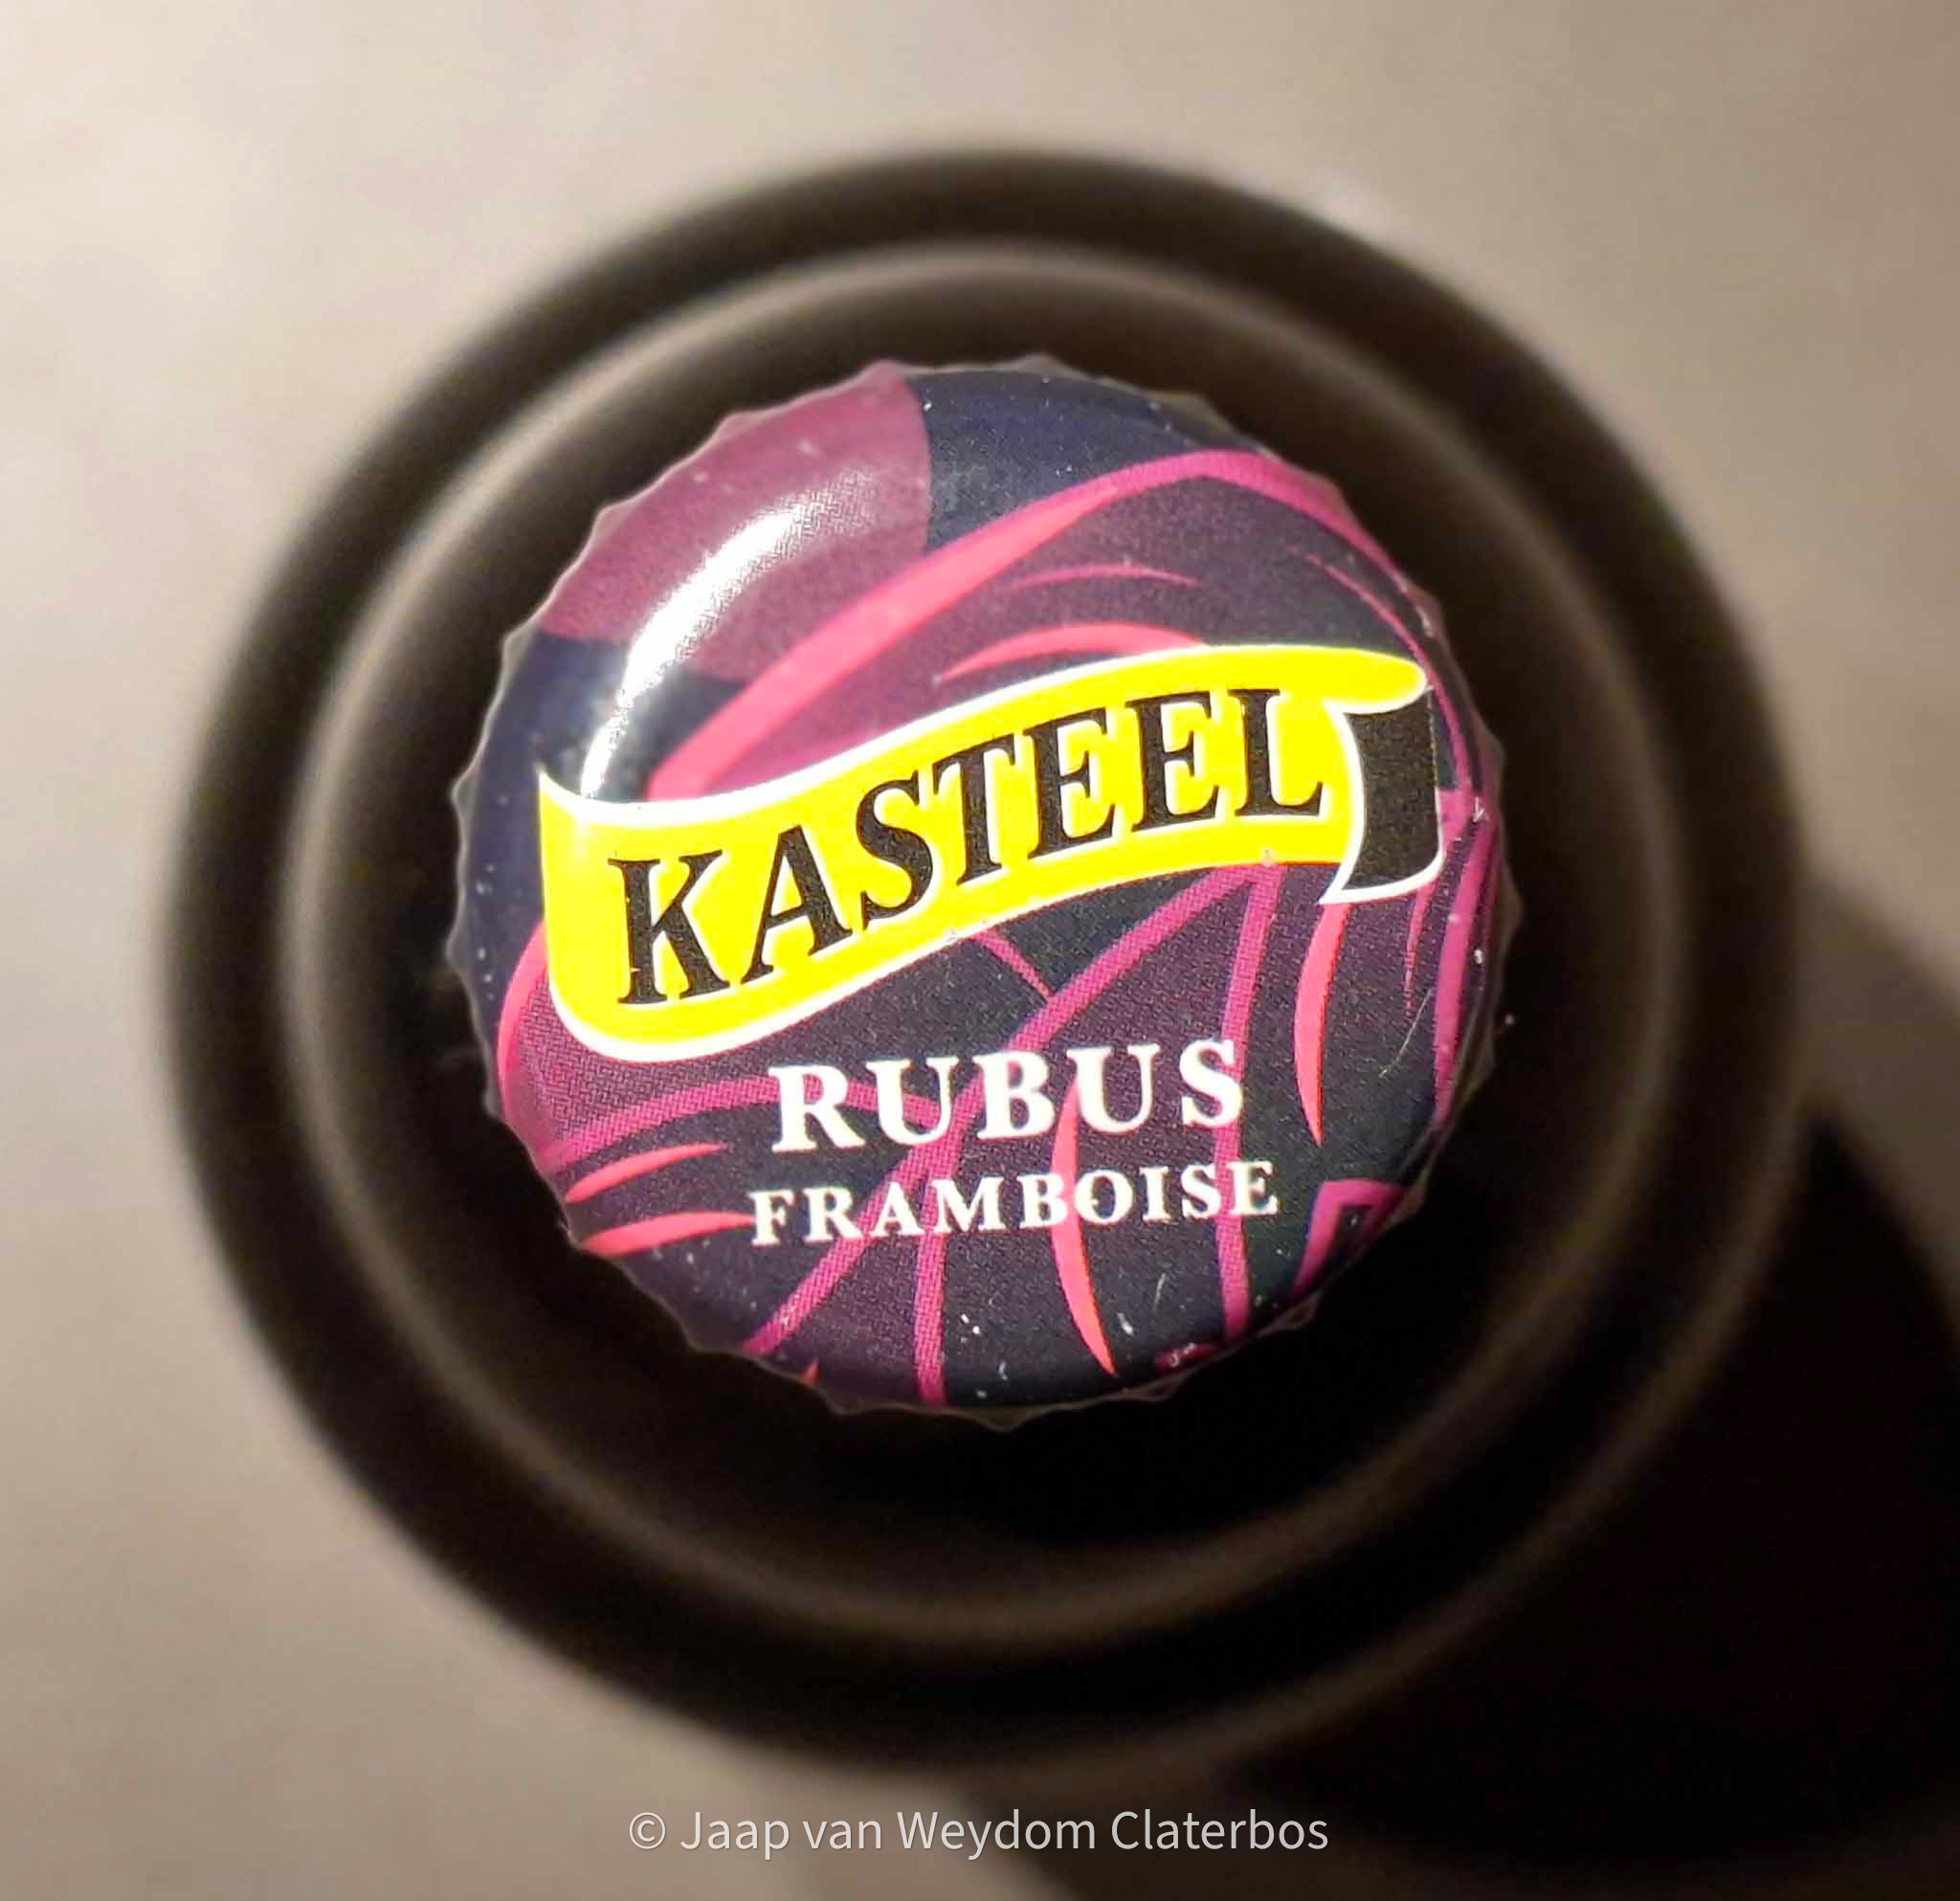 KASTEEL
RUBUS
FRAMBOISE
© Jaap van Weydom Claterbos